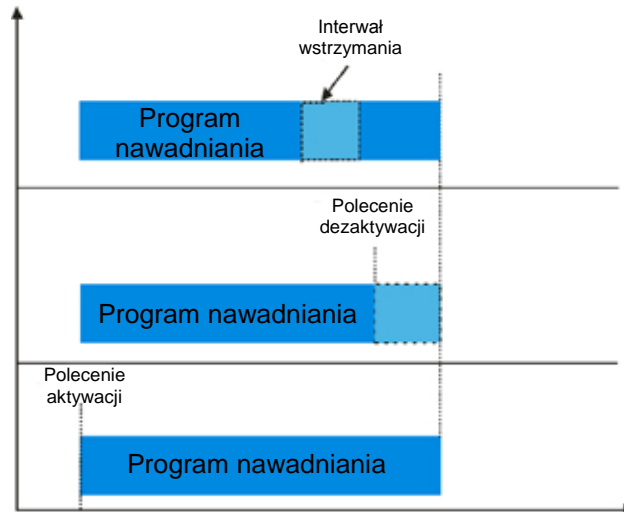 Interwał
wstrzymania
Program
nawadniania
Polecenie
dezaktywacji
Program nawadniania
Polecenie
aktywacji
Program nawadniania